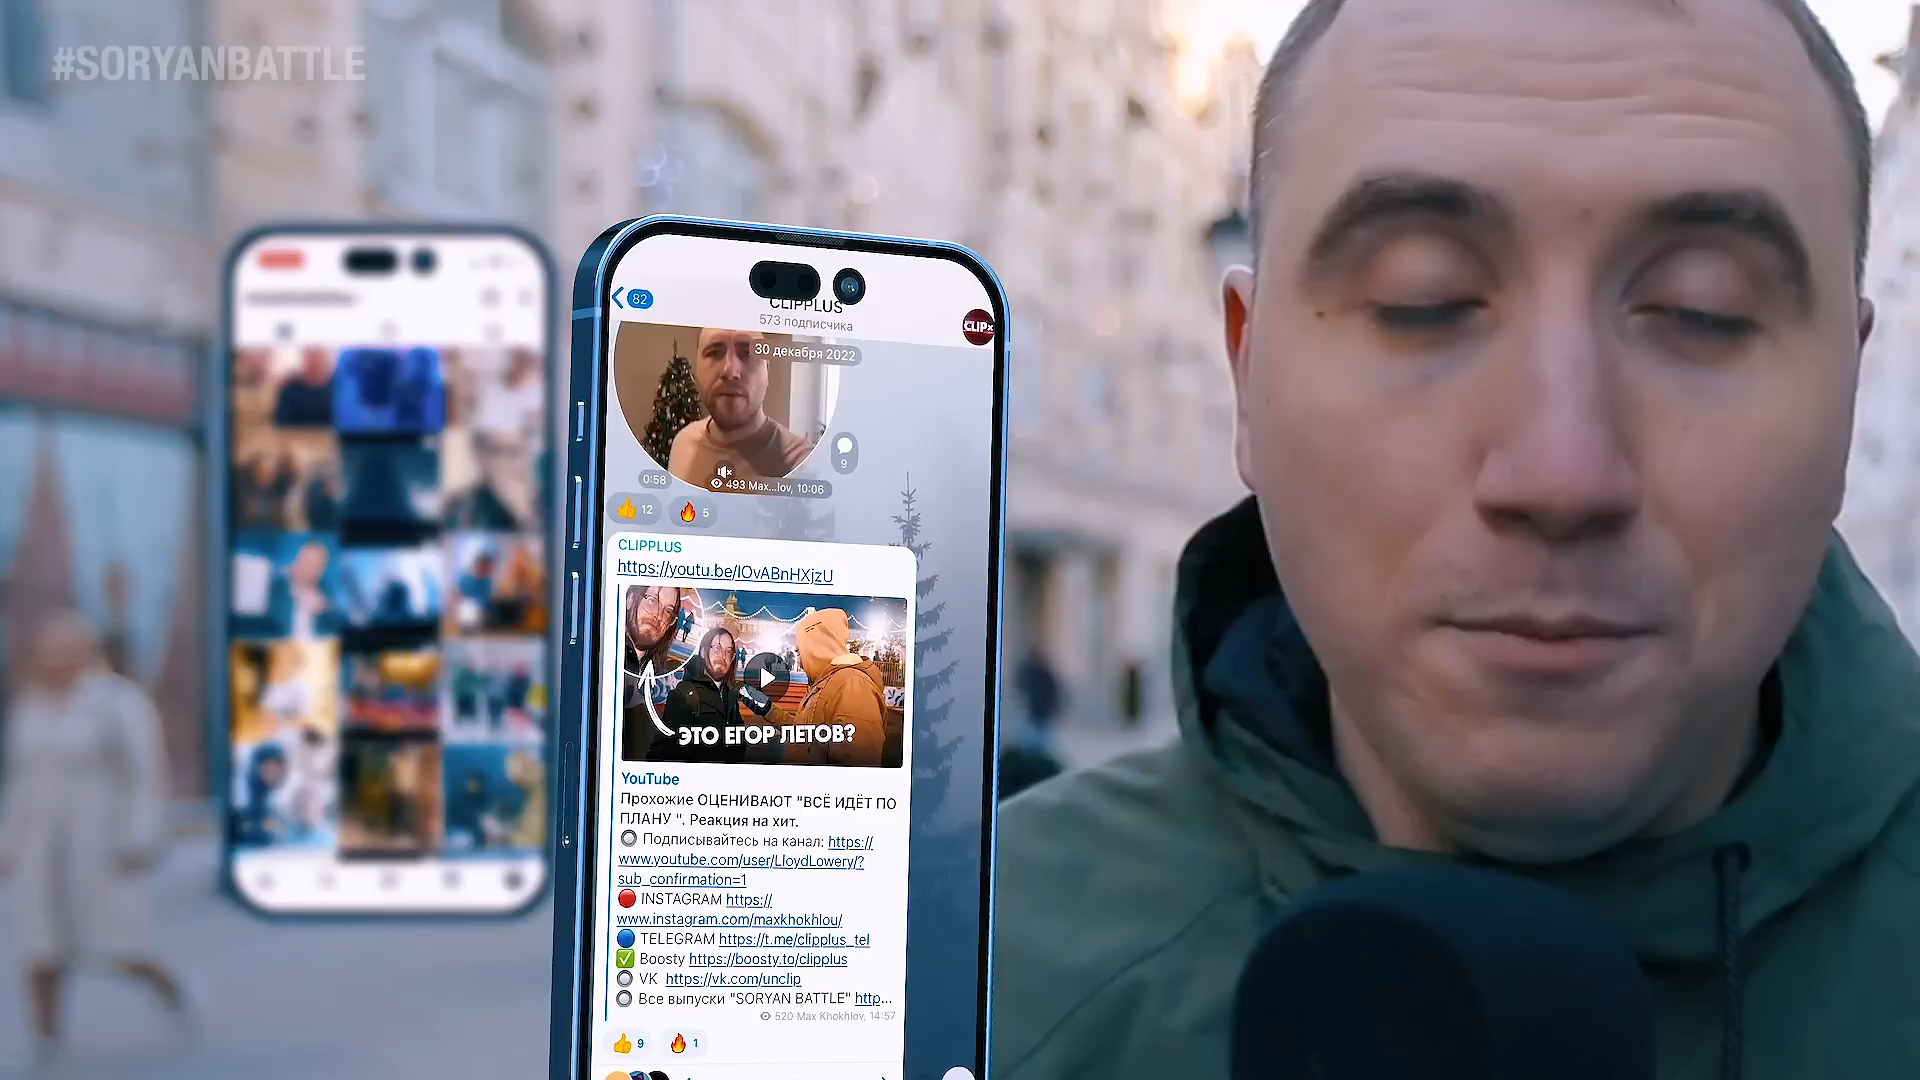 #SORYANBATTLE
82
CLIPPLUS
573 подписчика
CLIP×
30 декабря 2022
9
0:58
493 Max...lov, 10:06
12
5
CLIPPLUS
https://youtu.be/IOvABnHXjzU
ЭТО ЕГОР ЛЕТОВ?
YouTube
Прохожие ОЦЕНИВАЮТ "ВСЁ ИДЁТ ПО
ПЛАНУ ". Реакция на хит.
Подписывайтесь на канал: https://
www.youtube.com/user/LloydLowery/?
sub_confirmation=1
INSTAGRAM https://
www.instagram.com/maxkhokhlou/
TELEGRAM https://t.me/clipplus_tel
Boosty https://boosty.to/clipplus
VK https://vk.com/unclip
Все выпуски "SORYAN BATTLE" http...
520 Max Khokhlov, 14:57
9
1